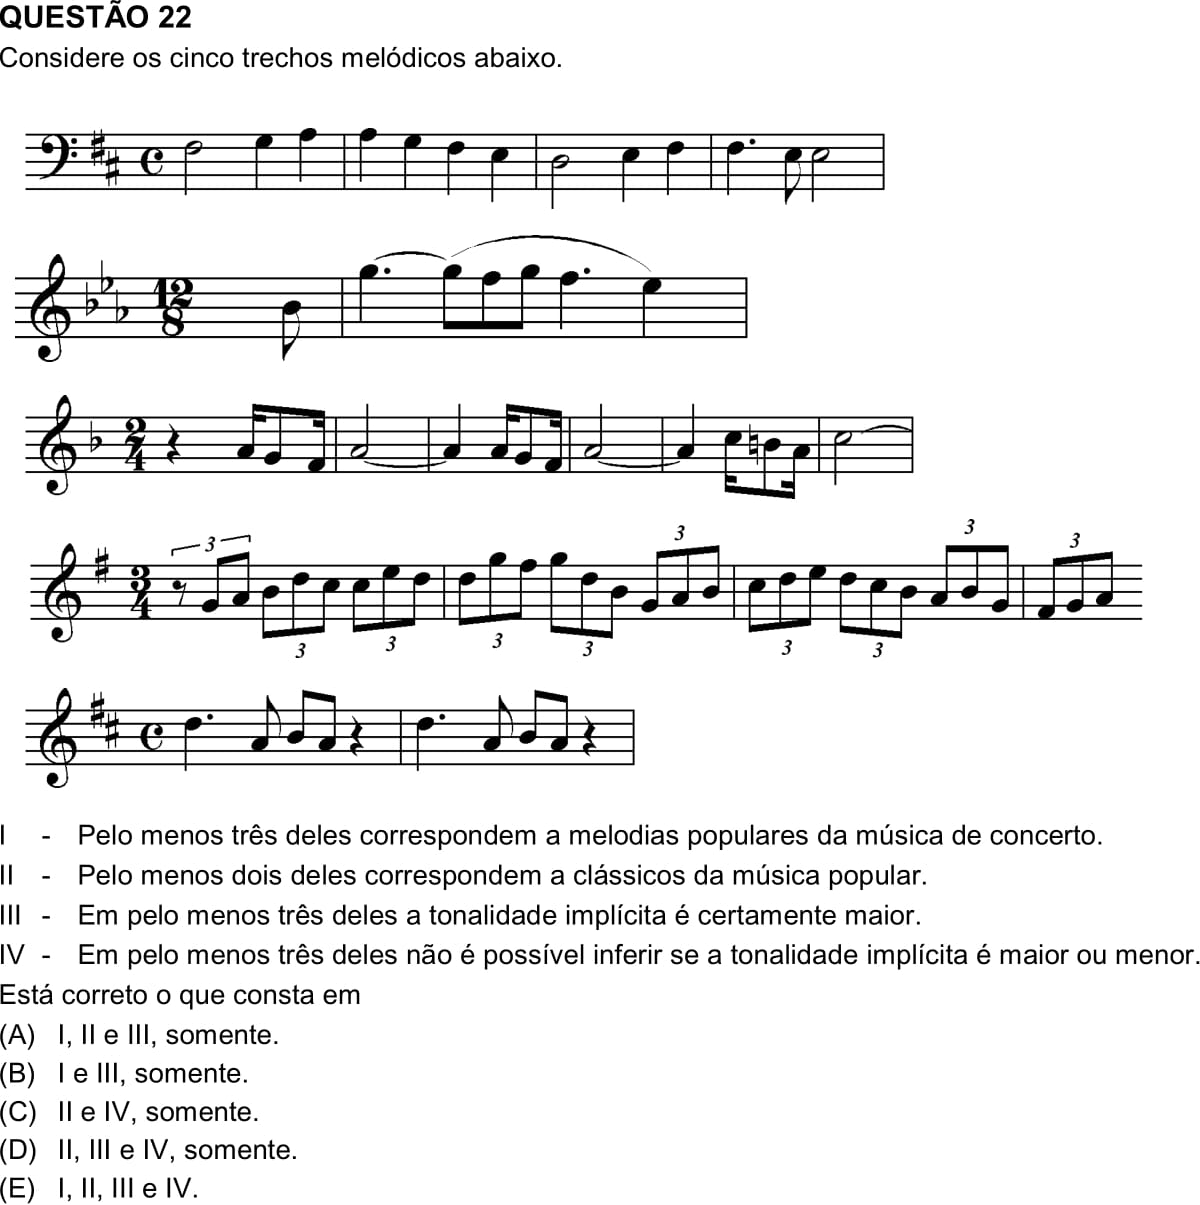 QUESTÃO 22
Considere os cinco trechos melódicos abaixo.
12
8
2
4
3
4
3
3
3
3
3
3
3
3
3
3
I - Pelo menos três deles correspondem a melodias populares da música de concerto.
II - Pelo menos dois deles correspondem a clássicos da música popular.
III - Em pelo menos três deles a tonalidade implícita é certamente maior.
IV - Em pelo menos três deles não é possível inferir se a tonalidade implícita é maior ou menor.
Está correto o que consta em
(A) I, II e III, somente.
(B) I e III, somente.
(C) II e IV, somente.
(D) II, III e IV, somente.
(E) I, II, III e IV.